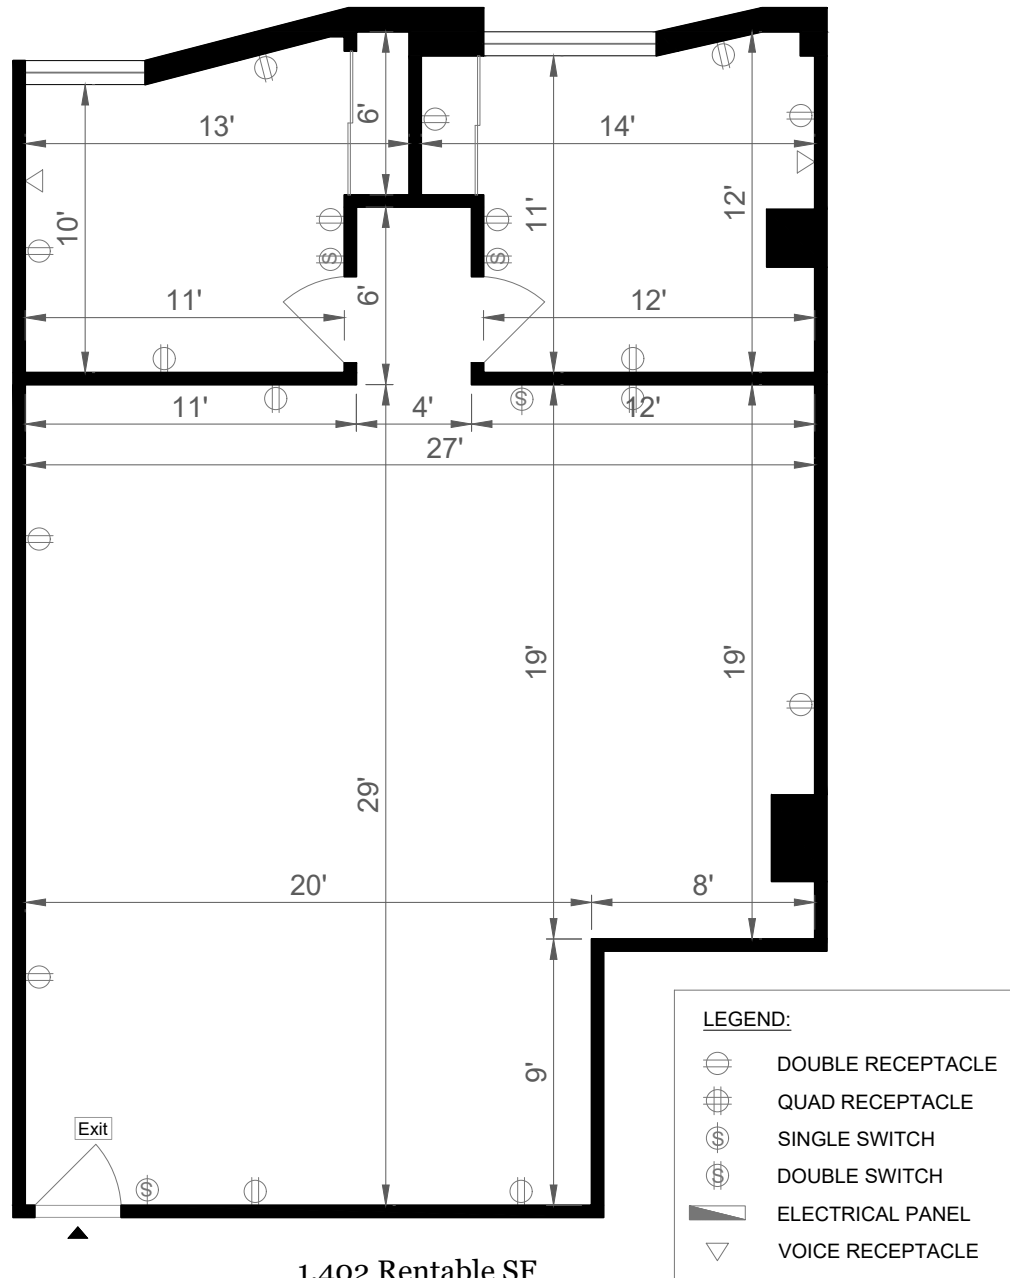 6'
13'
14'
10'
11'
12'
S
S
6'
11'
12'
11'
4'
12'
S
27'
19'
19'
29'
20'
8'
9'
Exit
S
LEGEND:
DOUBLE RECEPTACLE
QUAD RECEPTACLE
S SINGLE SWITCH
S DOUBLE SWITCH
ELECTRICAL PANEL
VOICE RECEPTACLE
1,402 Rentable SF